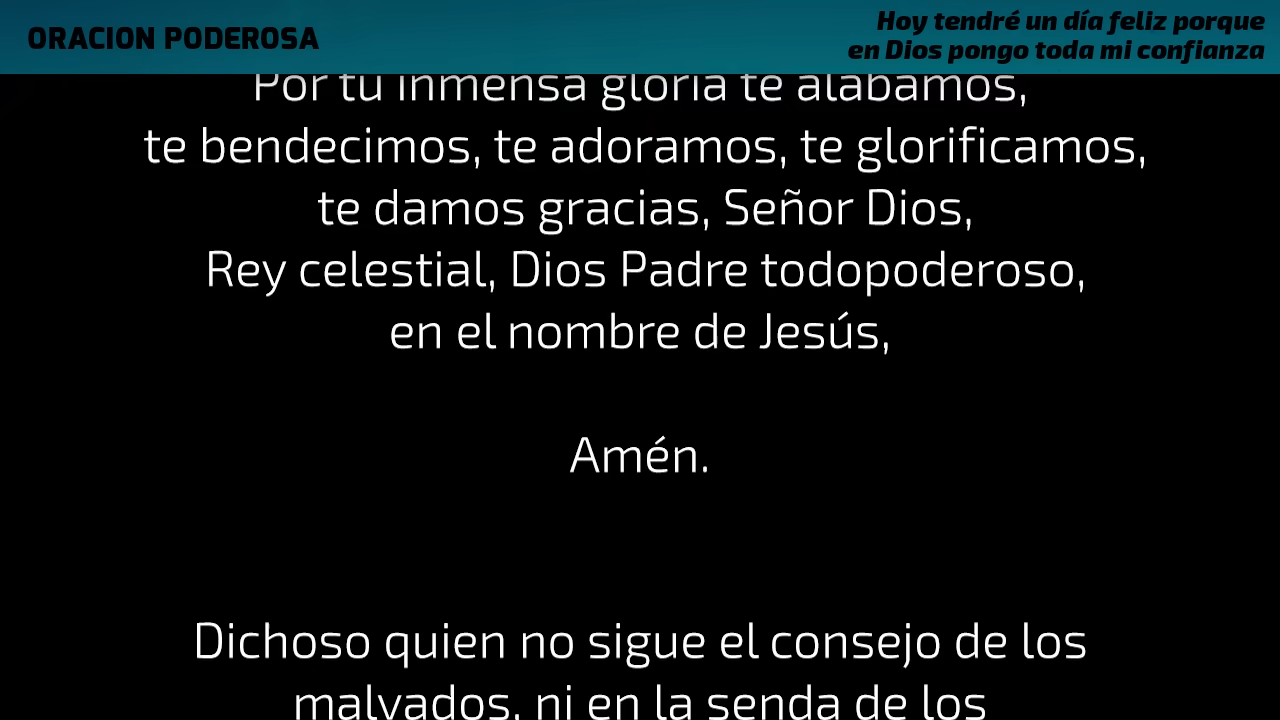 ORACION PODEROSA
Hoy tendré un día feliz porque
en Dios pongo toda mi confianza
Por tu inmensa gloria te alabamos,
te bendecimos, te adoramos, te glorificamos,
te damos gracias, Señor Dios,
Rey celestial, Dios Padre todopoderoso,
en el nombre de Jesús,
Amén.
Dichoso quien no sigue el consejo de los
malvados, ni en la senda de los